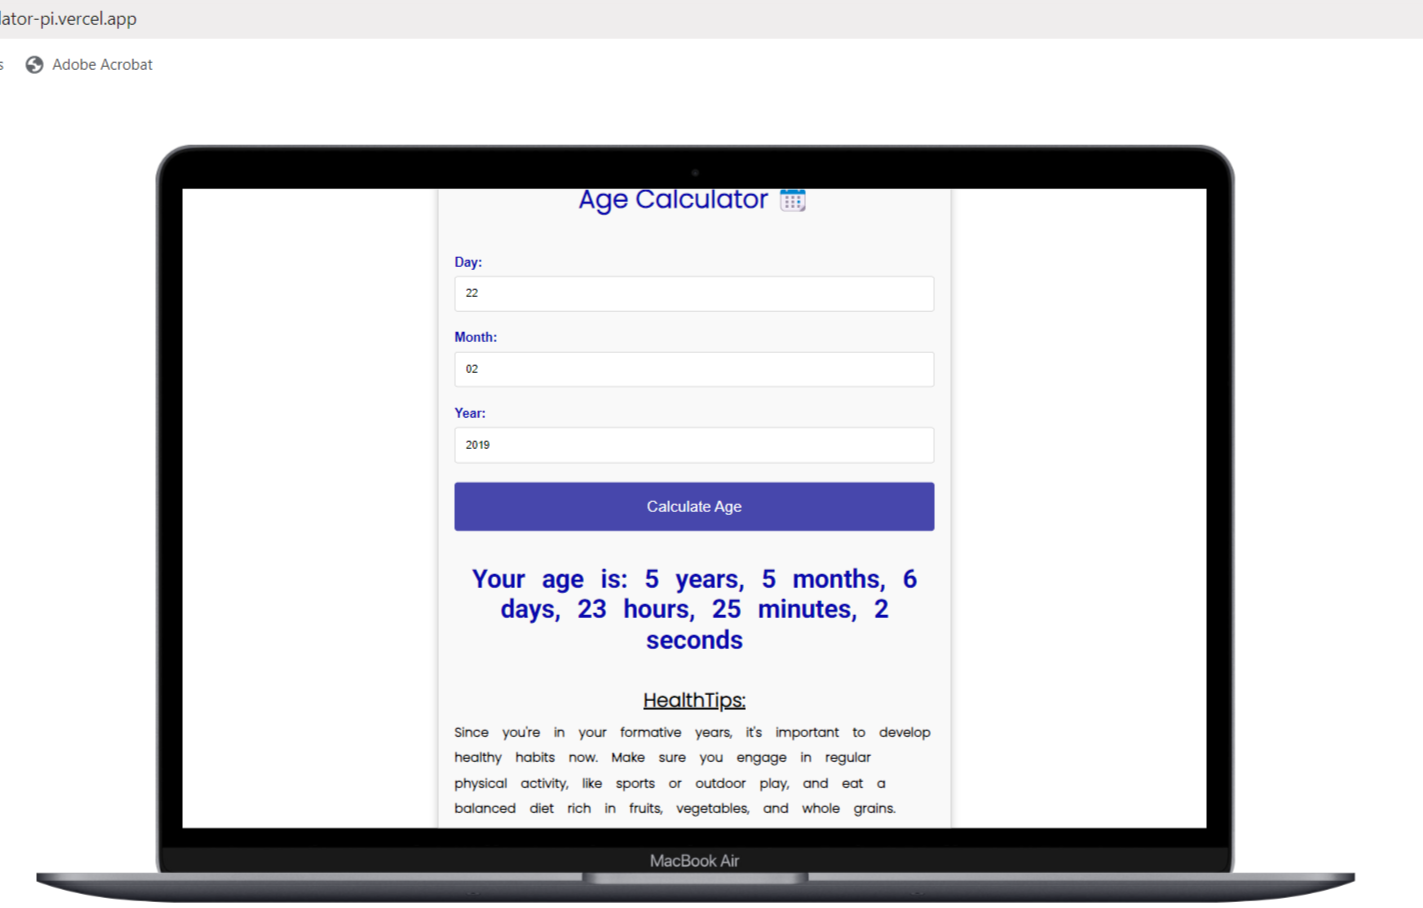 lator-pi.vercel.app
s Adobe Acrobat
Age Calculator
Day:
22
Month:
02
Year:
2019
Calculate Age
Your age is: 5 years, 5 months, 6
days, 23 hours, 25 minutes, 2
seconds
HealthTips:
Since you're in your formative years, it's important to develop
healthy habits now. Make sure you engage in regular
physical activity, like sports or outdoor play, and eat a
balanced diet rich in fruits, vegetables, and whole grains.
MacBook Air